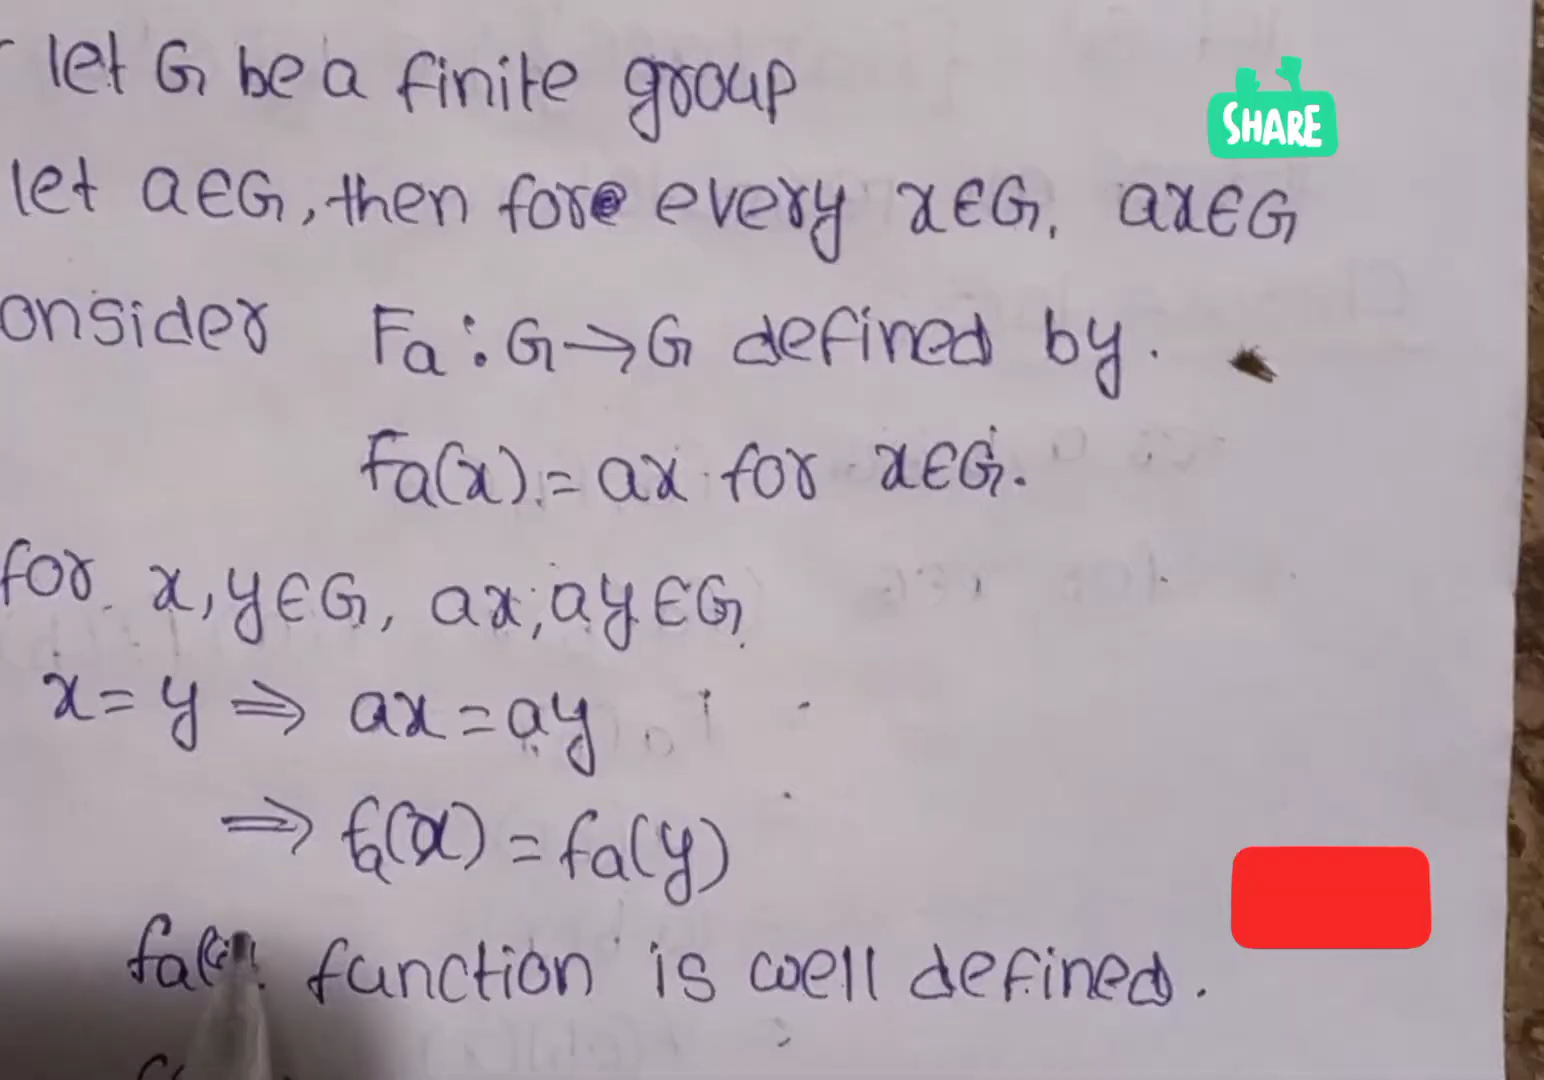 let G be a finite group
SHARE
let a∈G, then fore every x∈G, ax∈G
onsider Fa : G→G defined by.
fa(x) = ax for x∈G.
for x, y∈G, ax, ay∈G.
x = y ⇒ ax = ay
⇒ fa(x) = fa(y)
function is well defined.